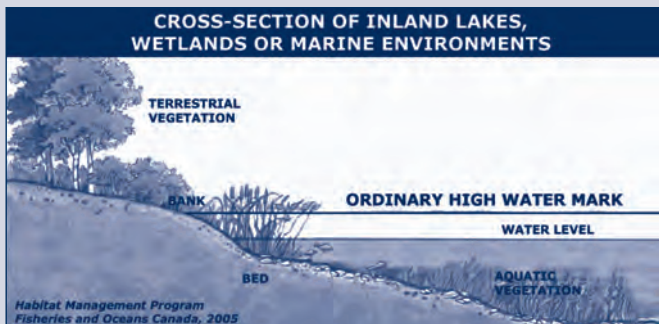 CROSS-SECTION OF INLAND LAKES,
WETLANDS OR MARINE ENVIRONMENTS
TERRESTRIAL
VEGETATION
BANK
ORDINARY HIGH WATER MARK
WATER LEVEL
BED
AQUATIC
VEGETATION
Habitat Management Program
Fisheries and Oceans Canada, 2005